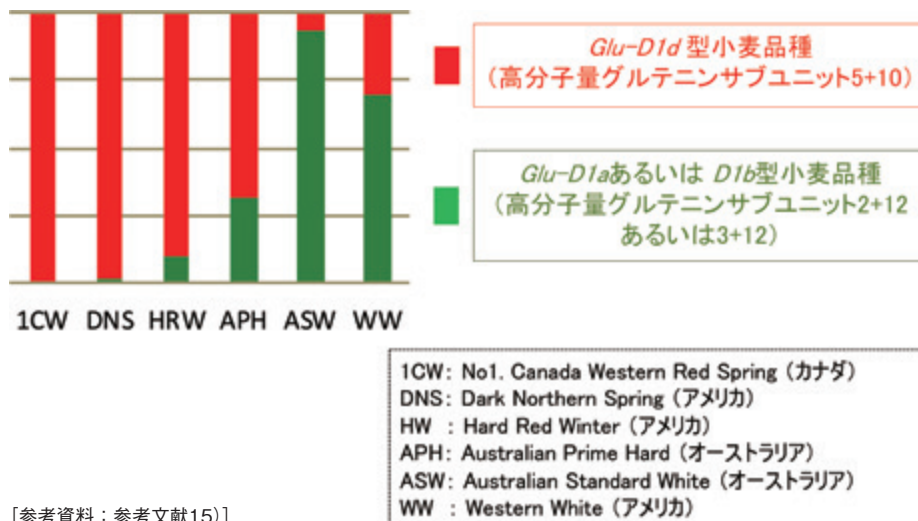 Glu-D1d 型小麦品種
(高分子量グルテニンサブユニット5+10)
Glu-D1aあるいは D1b型小麦品種
(高分子量グルテニンサブユニット2+12
あるいは3+12)
1CW DNS HRW APH ASW WW
1CW: No1. Canada Western Red Spring (カナダ)
DNS: Dark Northern Spring (アメリカ)
HW : Hard Red Winter (アメリカ)
APH: Australian Prime Hard (オーストラリア)
ASW: Australian Standard White (オーストラリア)
WW : Western White (アメリカ)
[参考資料:参考文献15)]